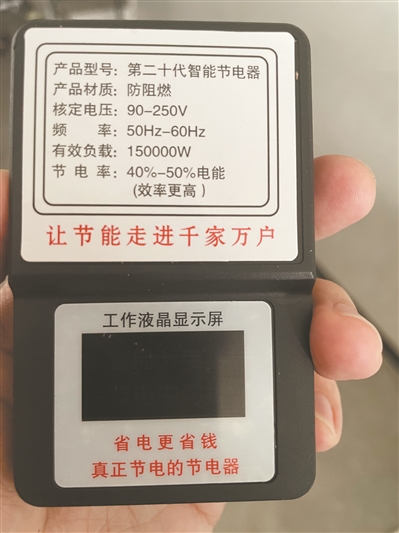 产品型号：第二十代智能节电器
产品材质：防阻燃
核定电压：90-250V
频　　率：50Hz-60Hz
有效负载：150000W
节 电 率：40%-50%电能
(效率更高)
让节能走进千家万户
工作液晶显示屏
省电更省钱
真正节电的节电器